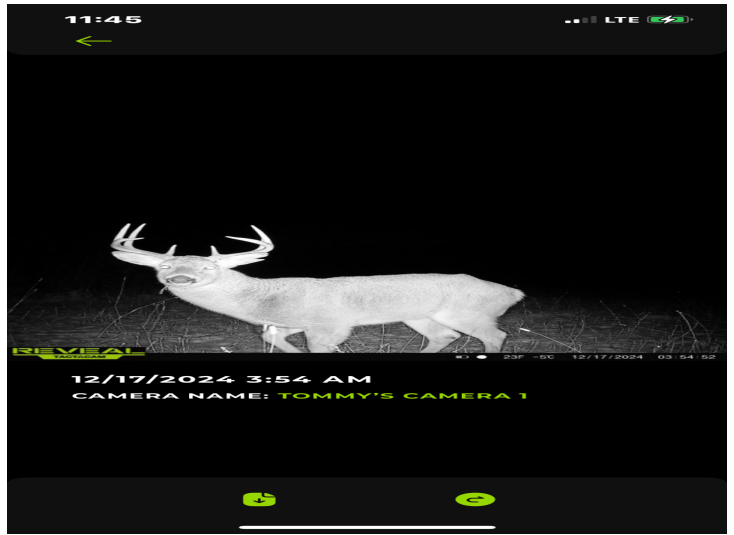 11:45 LTE
REVEAL
TACTACAM
23F -5C 12/17/2024 03:54:52
12/17/2024 3:54 AM
CAMERA NAME: TOMMY'S CAMERA 1